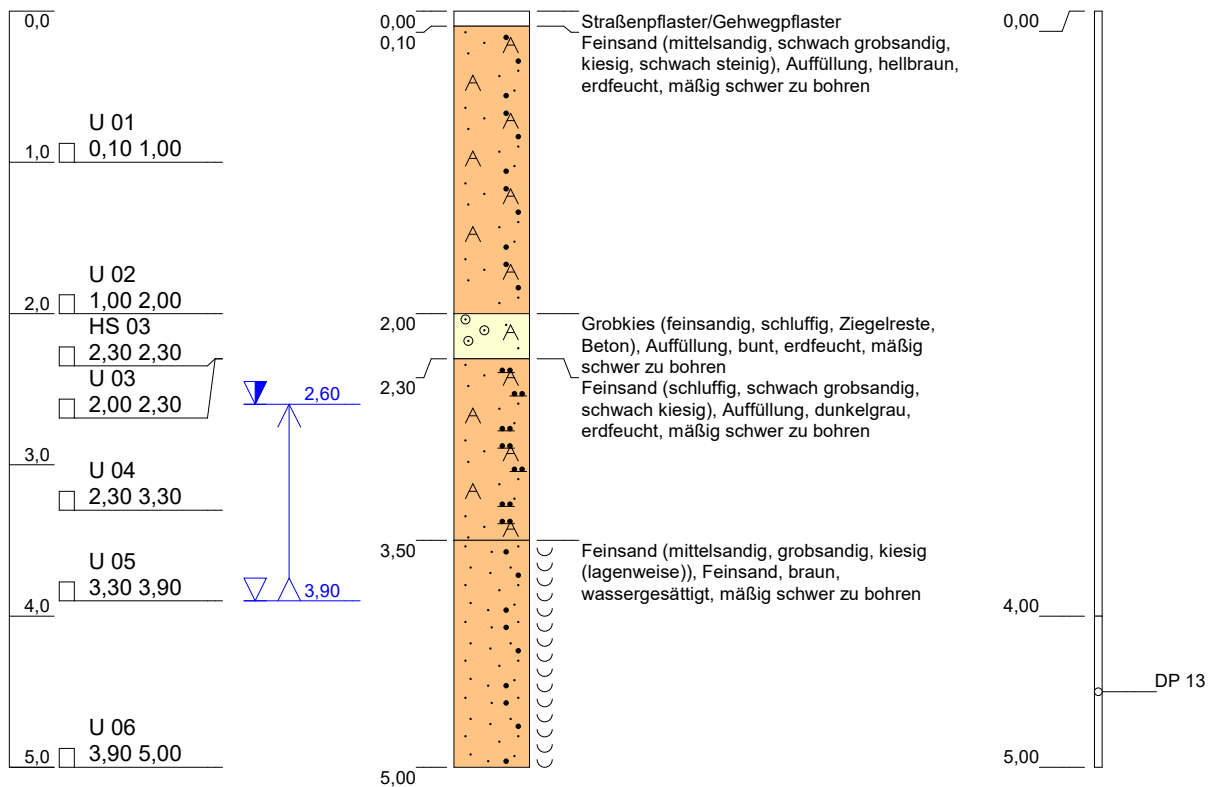 0,0
1,0
2,0
3,0
4,0
5,0
U 01
0,10 1,00
U 02
1,00 2,00
HS 03
2,30 2,30
U 03
2,00 2,30
U 04
2,30 3,30
U 05
3,30 3,90
U 06
3,90 5,00
2,60
3,90
0,00
0,10
2,00
2,30
3,50
5,00
Straßenpflaster/Gehwegpflaster
Feinsand (mittelsandig, schwach grobsandig,
kiesig, schwach steinig), Auffüllung, hellbraun,
erdfeucht, mäßig schwer zu bohren
Grobkies (feinsandig, schluffig, Ziegelreste,
Beton), Auffüllung, bunt, erdfeucht, mäßig
schwer zu bohren
Feinsand (schluffig, schwach grobsandig,
schwach kiesig), Auffüllung, dunkelgrau,
erdfeucht, mäßig schwer zu bohren
Feinsand (mittelsandig, grobsandig, kiesig
(lagenweise)), Feinsand, braun,
wassergesättigt, mäßig schwer zu bohren
0,00
4,00
DP 13
5,00